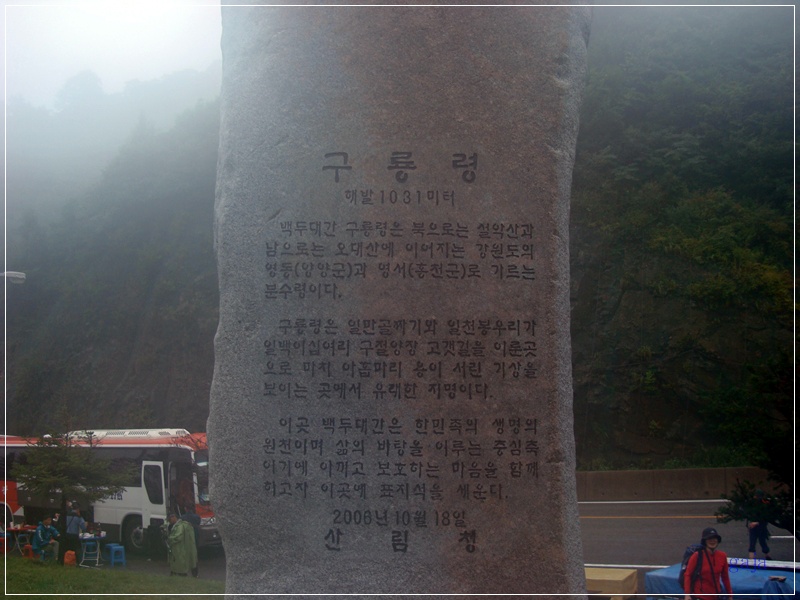 구룡령
해발1031미터
백두대간 구룡령은 북으로는 설악산과
남으로는 오대산에 이어지는 강원도의
영동(양양군)과 영서(홍천군)로 가르는
분수령이다.
구룡령은 일만골짜기와 일천봉우리가
일백이십여리 구절양장 고갯길을 이룬곳
으로 마치 아홉마리 용이 서린 기상을
보이는 곳에서 유래한 지명이다.
이곳 백두대간은 한민족의 생명의
원천이며 삶의 바탕을 이루는 중심축
이기에 아끼고 보호하는 마음을 함께
하고자 이곳에 표지석을 세운다.
2006년10월18일
산림청